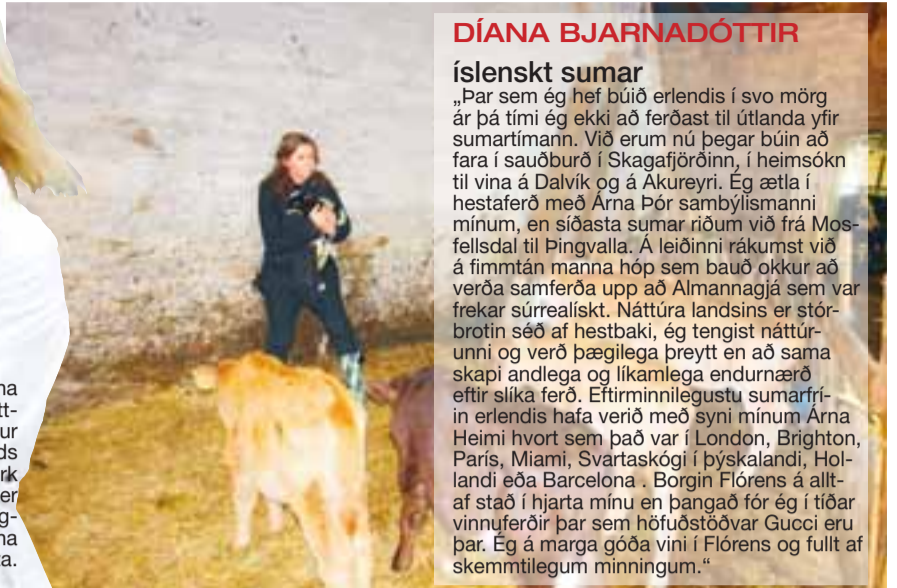 DÍANA BJARNADÓTTIR
íslenskt sumar
„Þar sem ég hef búið erlendis í svo mörg
ár þá tími ég ekki að ferðast til útlanda yfir
sumartímann. Við erum nú þegar búin að
fara í sauðburð í Skagafjörðinn, í heimsókn
til vina á Dalvík og á Akureyri. Ég ætla í
hestaferð með Árna Þór sambýlismanni
mínum, en síðasta sumar riðum við frá Mos-
fellsdal til Þingvalla. Á leiðinni rákumst við
á fimmtán manna hóp sem bauð okkur að
verða samferða upp að Almannagjá sem var
frekar súrrealískt. Náttúra landsins er stór-
brotin séð af hestbaki, ég tengist náttúr-
unni og verð þægilega þreytt en að sama
skapi andlega og líkamlega endurnærð
eftir slíka ferð. Eftirminnilegustu sumarfrí-
in erlendis hafa verið með syni mínum Árna
Heimi hvort sem það var í London, Brighton,
París, Miami, Svartaskógi í þýskalandi, Hol-
landi eða Barcelona . Borgin Flórens á allt-
af stað í hjarta mínu en þangað fór ég í tíðar
vinnuferðir þar sem höfuðstöðvar Gucci eru
þar. Ég á marga góða vini í Flórens og fullt af
skemmtilegum minningum.“